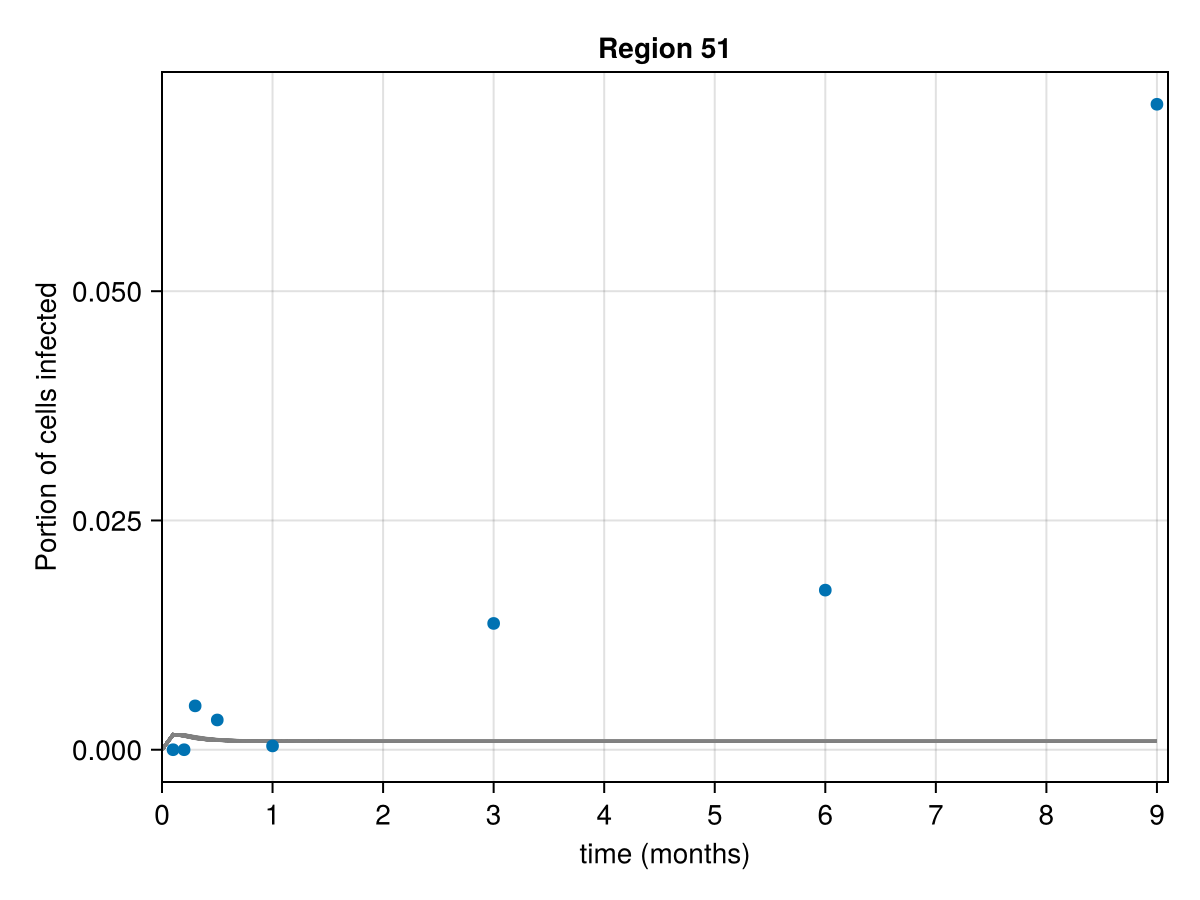 Region 51
Portion of cells infected
0.050
0.025
0.000
0 1 2 3 4 5 6 7 8 9
time (months)